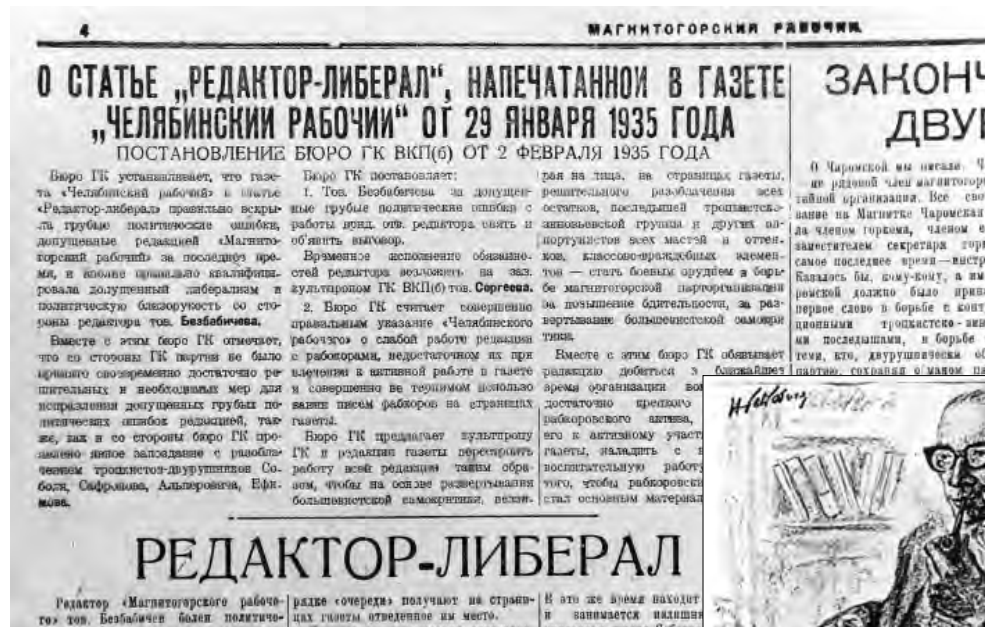 4
МАГНИТОГОРСКИЙ РАБОЧИЙ
О СТАТЬЕ „РЕДАКТОР-ЛИБЕРАЛ“, НАПЕЧАТАННОЙ В ГАЗЕТЕ
„ЧЕЛЯБИНСКИЙ РАБОЧИЙ“ ОТ 29 ЯНВАРЯ 1935 ГОДА
ПОСТАНОВЛЕНИЕ БЮРО ГК ВКП(б) ОТ 2 ФЕВРАЛЯ 1935 ГОДА
Бюро ГК устанавливает, что газе-
та «Челябинский рабочий» в статье
«Редактор-либерал» правильно вскры-
ла грубые политические ошибки,
допущенные редакцией «Магнито-
горский рабочий» за последнее вре-
мя, и вполне правильно квалифици-
ровала допущенный либерализм и
политическую близорукость со сто-
роны редактора тов. Безбабичева.
Вместе с этим бюро ГК отмечает,
что со стороны ГК партии не было
принято своевременно достаточно ре-
шительных и необходимых мер для
исправления допущенных грубых по-
литических ошибок редакцией, так-
же, как и со стороны бюро ГК про-
явлено явное запоздание с разобла-
чением троцкистов-двурушников Со-
боля, Сафронова, Альперовича, Ефи-
мова.
Бюро ГК постановляет:
1. Тов. Безбабичева за допущен-
ные грубые политические ошибки с
работы врид. отв. редактора снять и
об'явить выговор.
Временное исполнение обязанно-
стей редактора возложить на зав.
культпропом ГК ВКП(б) тов. Сергеева.
2. Бюро ГК считает совершенно
правильным указание «Челябинского
рабочего» о слабой работе редакции
с рабкорами, недостаточном их при
влечении к активной работе в газете
и совершенно не терпимом использо
вании писем рабкоров на страницах
газеты.
Бюро ГК предлагает культпропу
ГК и редакции газеты перестроить
работу всей редакции таким обра-
зом, чтобы на основе развертывания
большевистской самокритики, невзи-
рая на лица, на страницах газеты,
решительного разоблачения всех
остатков, последышей троцкистско-
зиновьевской группы и других оп-
портунистов всех мастей и оттен-
ков, классово-враждебных элемен-
тов — стать боевым орудием в борь-
бе магнитогорской парторганизации
за повышение бдительности, за раз-
вертывание большевистской самокри
тики.
Вместе с этим бюро ГК обязывает
редакцию добиться в ближайшее
время организации
достаточно крепкого
рабкоровского актива,
его к активному участ
газеты, наладить с
воспитательную работу
того, чтобы рабкоровски
стал основным материал
ЗАКОНЧ
ДВУР
О Чаромской мы писали.
не рядовой член магнитогор
тийной организации. Все
вание на Магнитке Чаромская
ла членом горкома, членом
заместителем секретаря гор
самое последнее время — инстр
Казалось бы, кому-кому, а
ромской должно было прина
первое слово в борьбе с конт
ционными троцкистско-зин
ми последышами, в борьбе
теми, кто, двурушнически об
партию, сохранял
РЕДАКТОР-ЛИБЕРАЛ
Редактор «Магнитогорского рабоче-
го» тов. Безбабичев болен политиче-
рядке «очереди» получают на страни-
цах газеты отведенное им место.
В это же время находит
и занимается